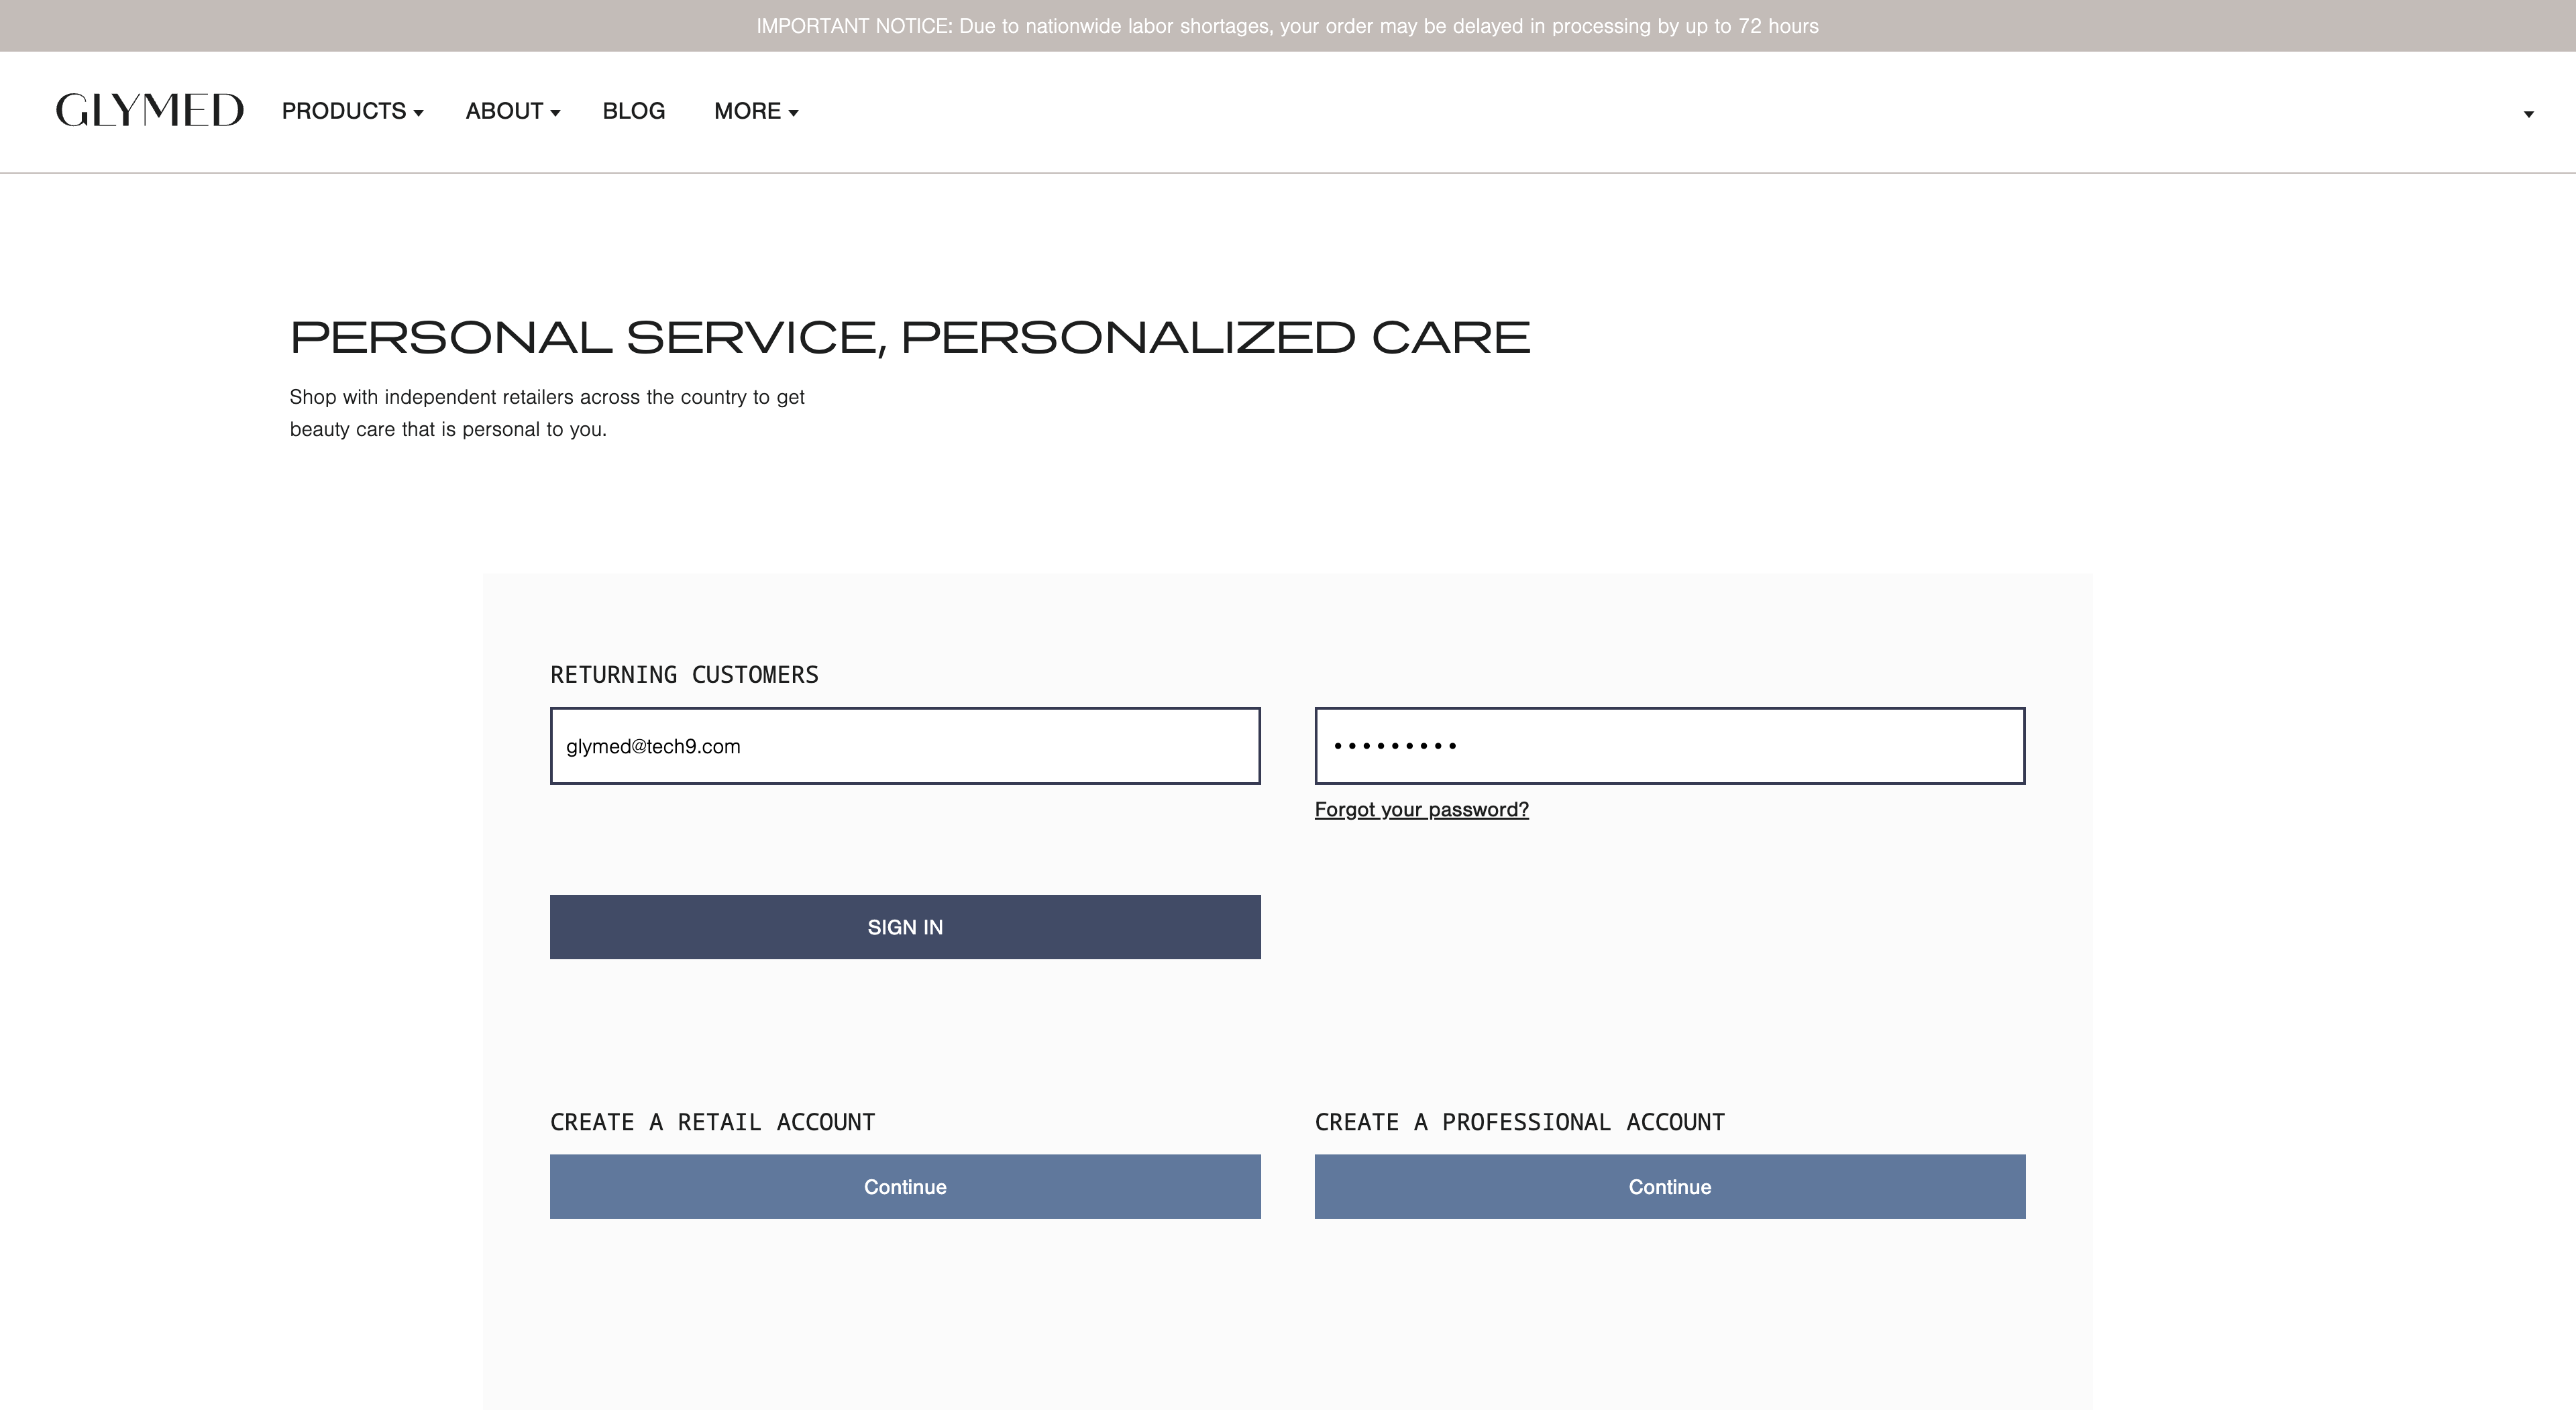 IMPORTANT NOTICE: Due to nationwide labor shortages, your order may be delayed in processing by up to 72 hours
GLYMED PRODUCTS ABOUT BLOG MORE
PERSONAL SERVICE, PERSONALIZED CARE
Shop with independent retailers across the country to get
beauty care that is personal to you.
RETURNING CUSTOMERS
glymed@tech9.com
Forgot your password?
SIGN IN
CREATE A RETAIL ACCOUNT CREATE A PROFESSIONAL ACCOUNT
Continue Continue